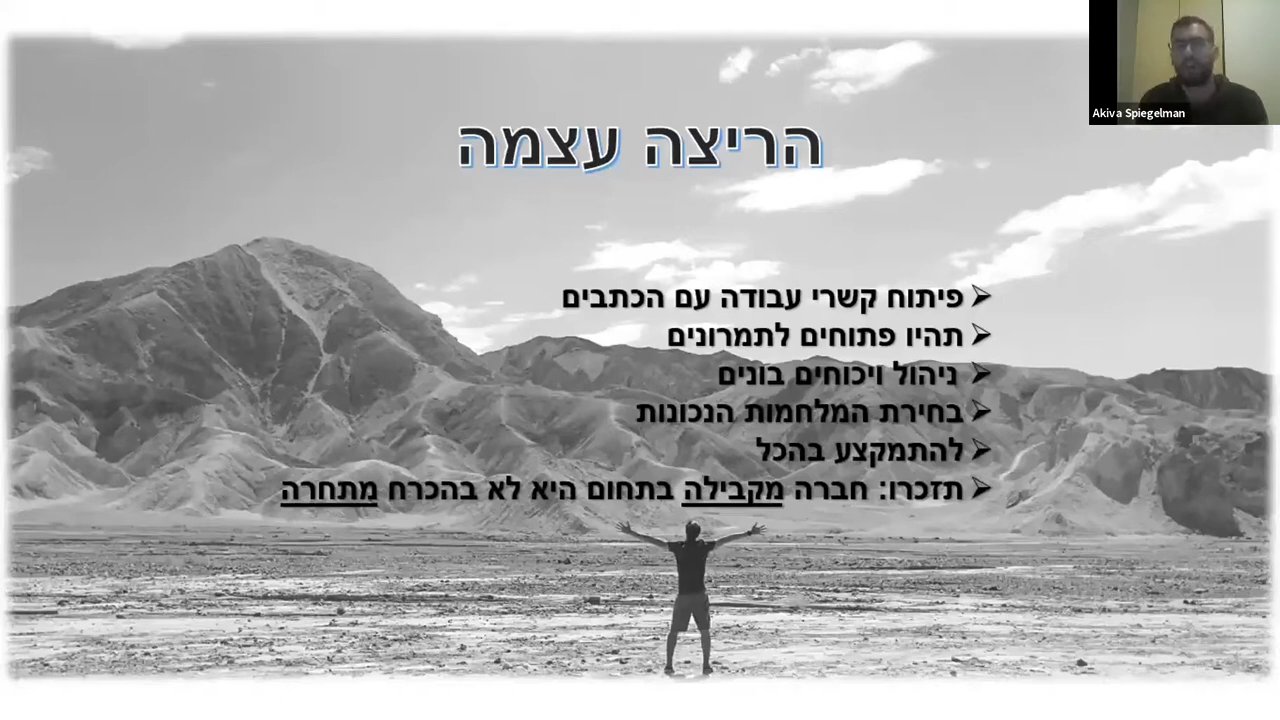 Akiva Spiegelman
הריצה עצמה
פיתוח קשרי עבודה עם הכתבים
תהיו פתוחים לתמרונים
ניהול ויכוחים בונים
בחירת המלחמות הנכונות
להתמקצע בהכל
תזכרו: חברה מקבילה בתחום היא לא בהכרח מתחרה